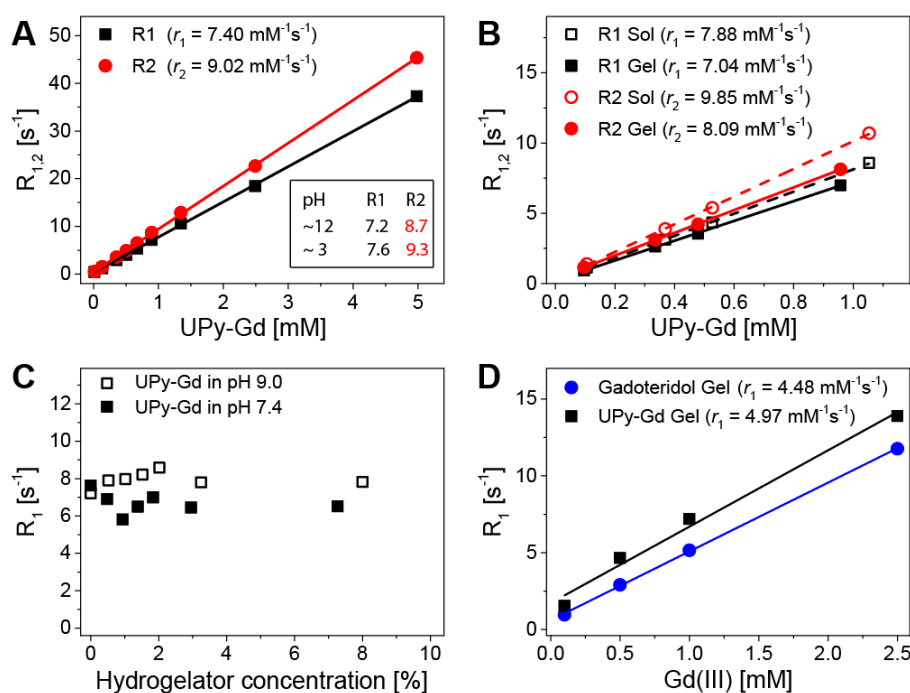 A
R1 (r1 = 7.40 mM⁻¹s⁻¹)
R2 (r2 = 9.02 mM⁻¹s⁻¹)
50
40
30
20
10
0
R1,2 [s⁻¹]
pH R1 R2
~12 7.2 8.7
~ 3 7.6 9.3
0 1 2 3 4 5
UPy-Gd [mM]
B
R1 Sol (r1 = 7.88 mM⁻¹s⁻¹)
R1 Gel (r1 = 7.04 mM⁻¹s⁻¹)
R2 Sol (r2 = 9.85 mM⁻¹s⁻¹)
R2 Gel (r2 = 8.09 mM⁻¹s⁻¹)
15
10
5
0
R1,2 [s⁻¹]
0.0 0.2 0.4 0.6 0.8 1.0
UPy-Gd [mM]
C
UPy-Gd in pH 9.0
UPy-Gd in pH 7.4
12
10
8
6
4
2
0
R1 [s⁻¹]
0 2 4 6 8 10
Hydrogelator concentration [%]
D
Gadoteridol Gel (r1 = 4.48 mM⁻¹s⁻¹)
UPy-Gd Gel (r1 = 4.97 mM⁻¹s⁻¹)
15
10
5
0
R1 [s⁻¹]
0.0 0.5 1.0 1.5 2.0 2.5
Gd(III) [mM]